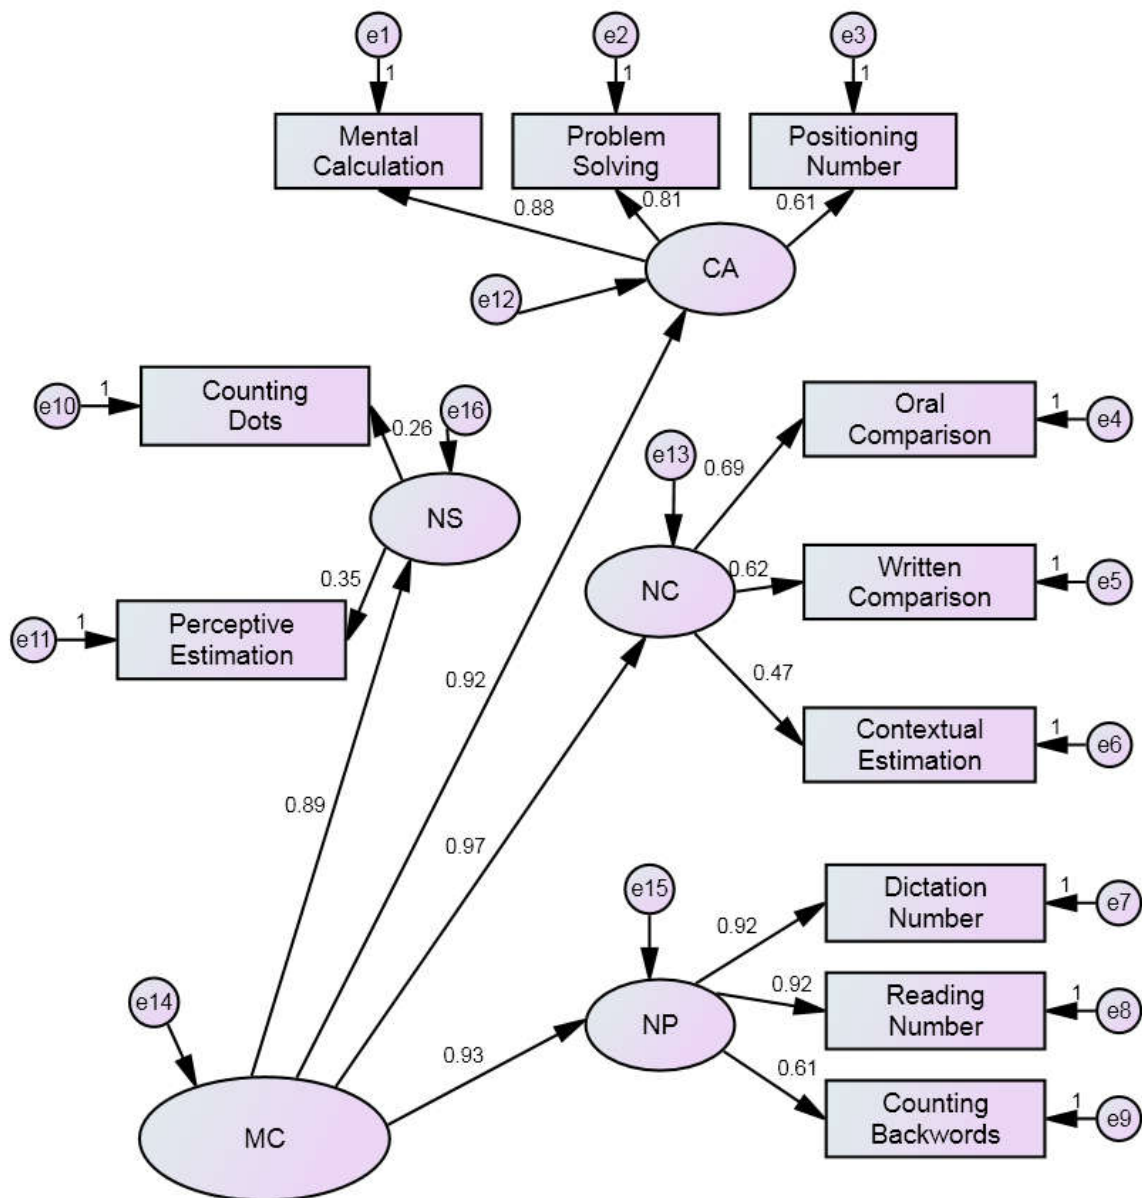 e1
e2
e3
1
1
1
Mental
Calculation
Problem
Solving
Positioning
Number
0.88
0.81
0.61
CA
e12
e10
1
Counting
Dots
e16
0.26
NS
0.35
e11
1
Perceptive
Estimation
e13
0.69
Oral
Comparison
1
e4
NC
0.62
Written
Comparison
1
e5
0.47
Contextual
Estimation
1
e6
0.92
0.89
0.97
e15
0.92
Dictation
Number
1
e7
e14
NP
0.92
Reading
Number
1
e8
0.93
0.61
Counting
Backwords
1
e9
MC